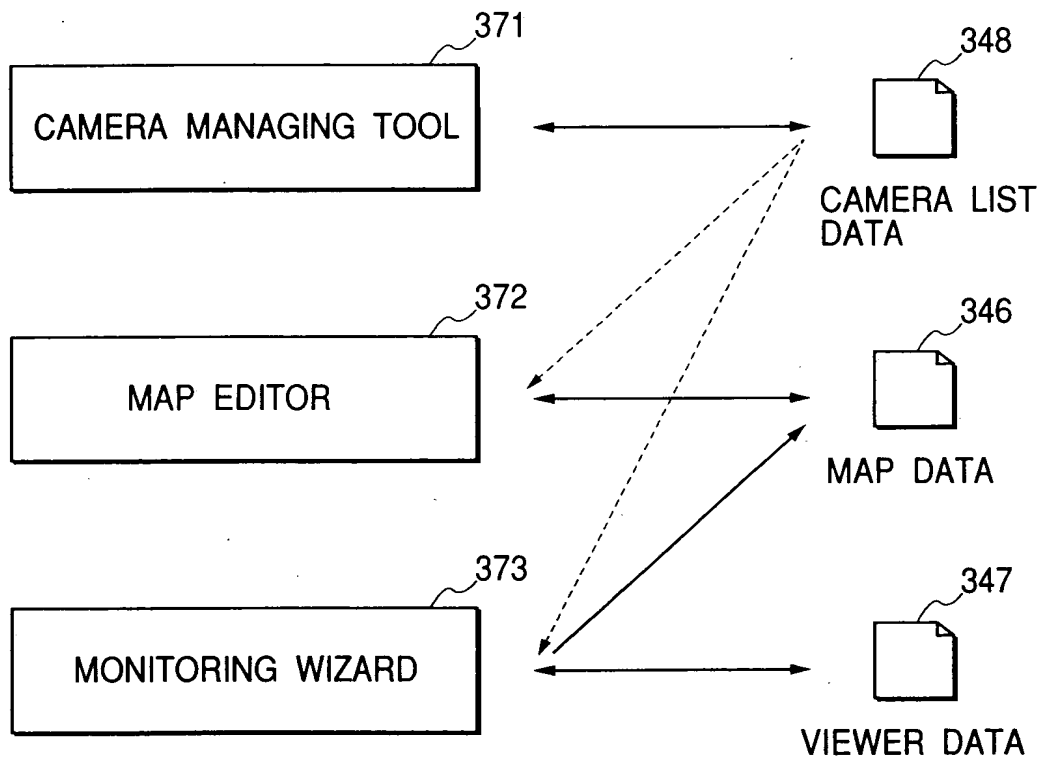 371
CAMERA MANAGING TOOL
348
CAMERA LIST
DATA
372
MAP EDITOR
346
MAP DATA
373
MONITORING WIZARD
347
VIEWER DATA